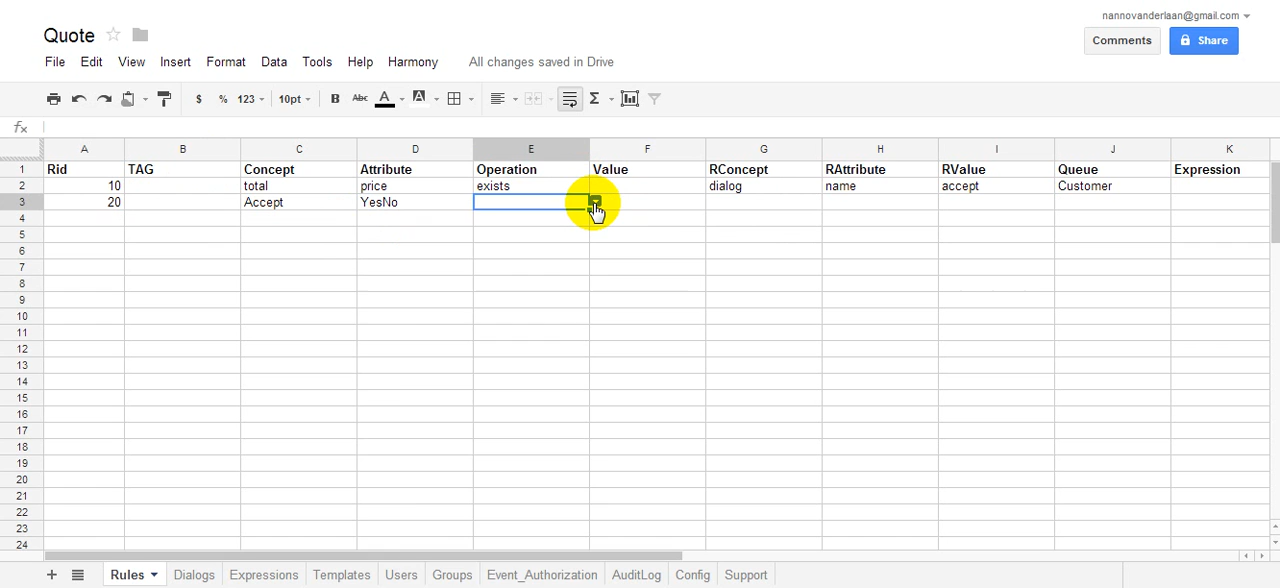 nannovanderlaan@gmail.com
Quote
Comments
Share
File Edit View Insert Format Data Tools Help Harmony All changes saved in Drive
$ % 123 10pt B Abc A A Σ
fx
A B C D E F G H I J K
1 Rid TAG Concept Attribute Operation Value RConcept RAttribute RValue Queue Expression
2 10 total price exists dialog name accept Customer
3 20 Accept YesNo
4
5
6
7
8
9
10
11
12
13
14
15
16
17
18
19
20
21
22
23
24
+ Rules Dialogs Expressions Templates Users Groups Event_Authorization AuditLog Config Support